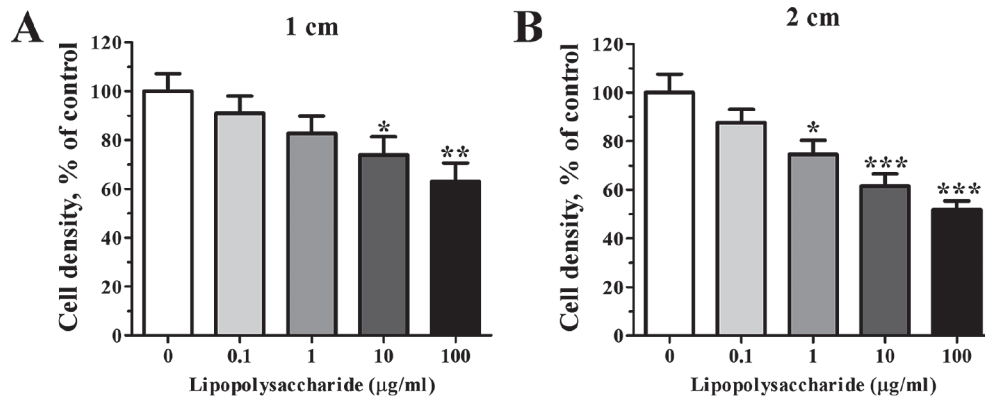 A
1 cm
Cell density, % of control
120
100
80
60
40
20
0
*
**
0 0.1 1 10 100
Lipopolysaccharide (μg/ml)
B
2 cm
Cell density, % of control
120
100
80
60
40
20
0
*
***
***
0 0.1 1 10 100
Lipopolysaccharide (μg/ml)